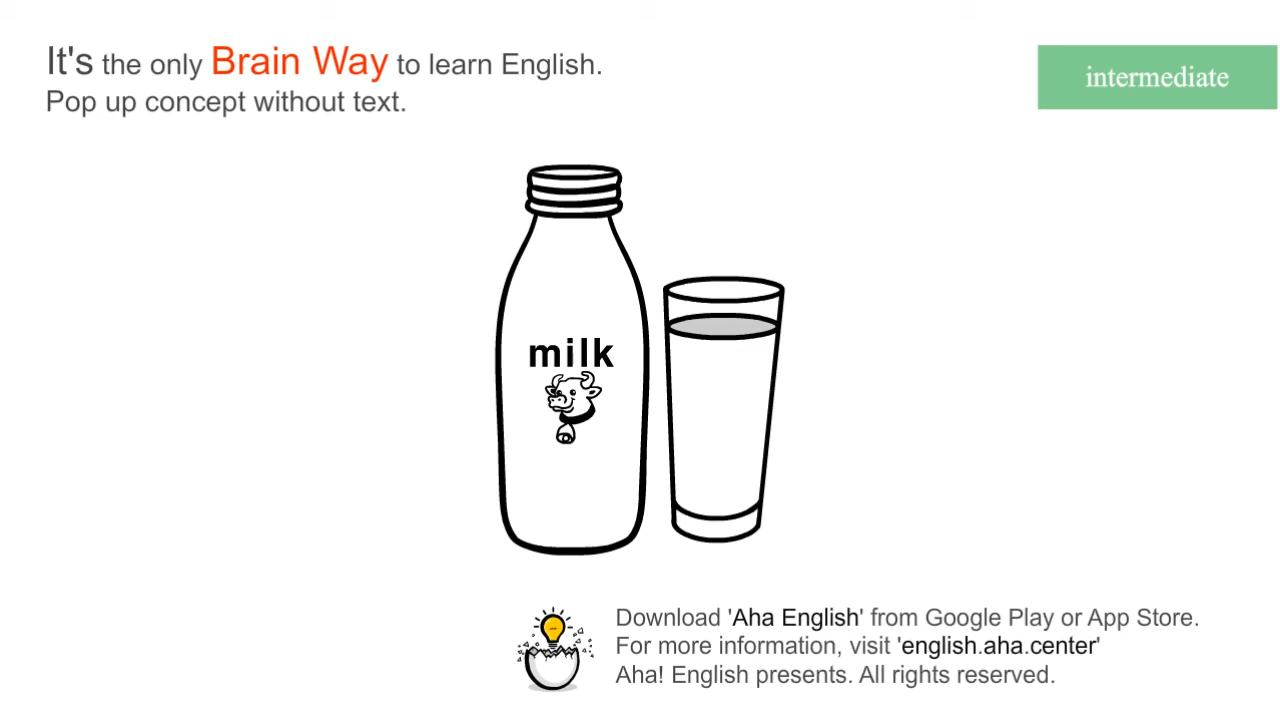 It's the only Brain Way to learn English.
Pop up concept without text.
intermediate
milk
Download 'Aha English' from Google Play or App Store.
For more information, visit 'english.aha.center'
Aha! English presents. All rights reserved.